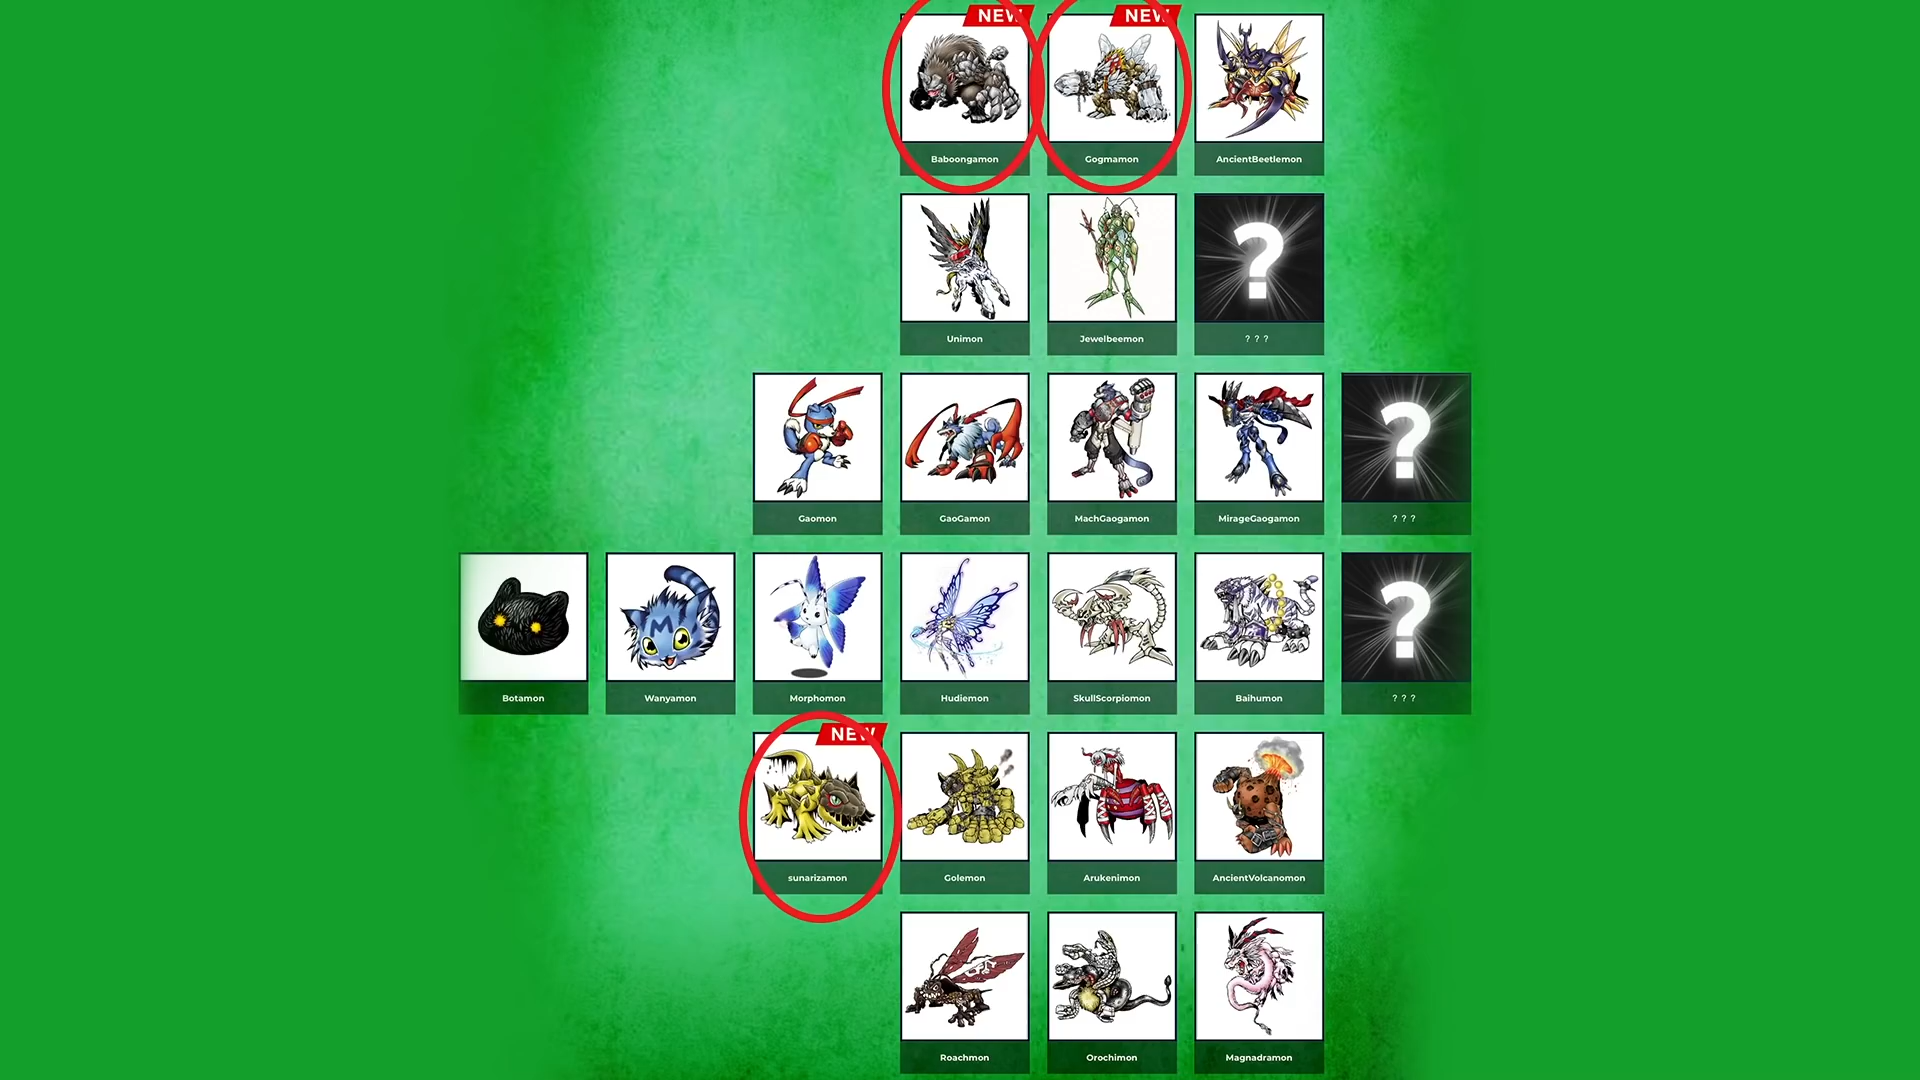 NEW
NEW
Baboongamon
Gogmamon
AncientBeetlemon
?
Unimon
Jewelbeemon
? ? ?
?
Gaomon
GaoGamon
MachGaogamon
MirageGaogamon
? ? ?
M
?
Botamon
Wanyamon
Morphomon
Hudiemon
SkullScorpiomon
Baihumon
? ? ?
NEW
sunarizamon
Golemon
Arukenimon
AncientVolcanomon
Roachmon
Orochimon
Magnadramon